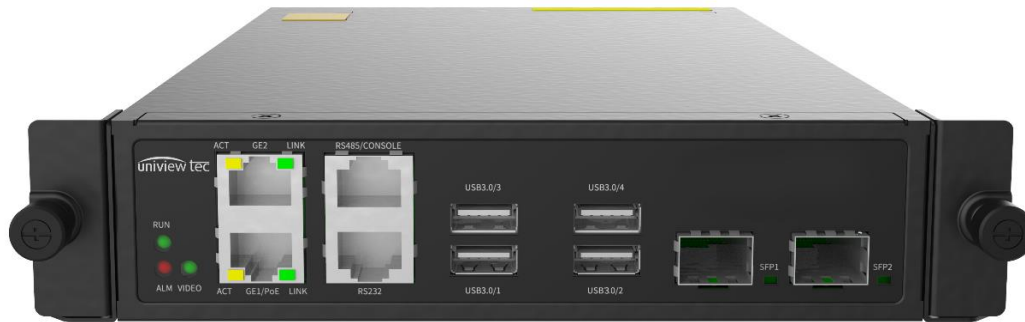 ACT GE2 LINK
RS485/CONSOLE
uniview tec
USB3.0/3
USB3.0/4
RUN
ALM VIDEO
ACT GE1/PoE LINK
RS232
USB3.0/1
USB3.0/2
SFP1
SFP2